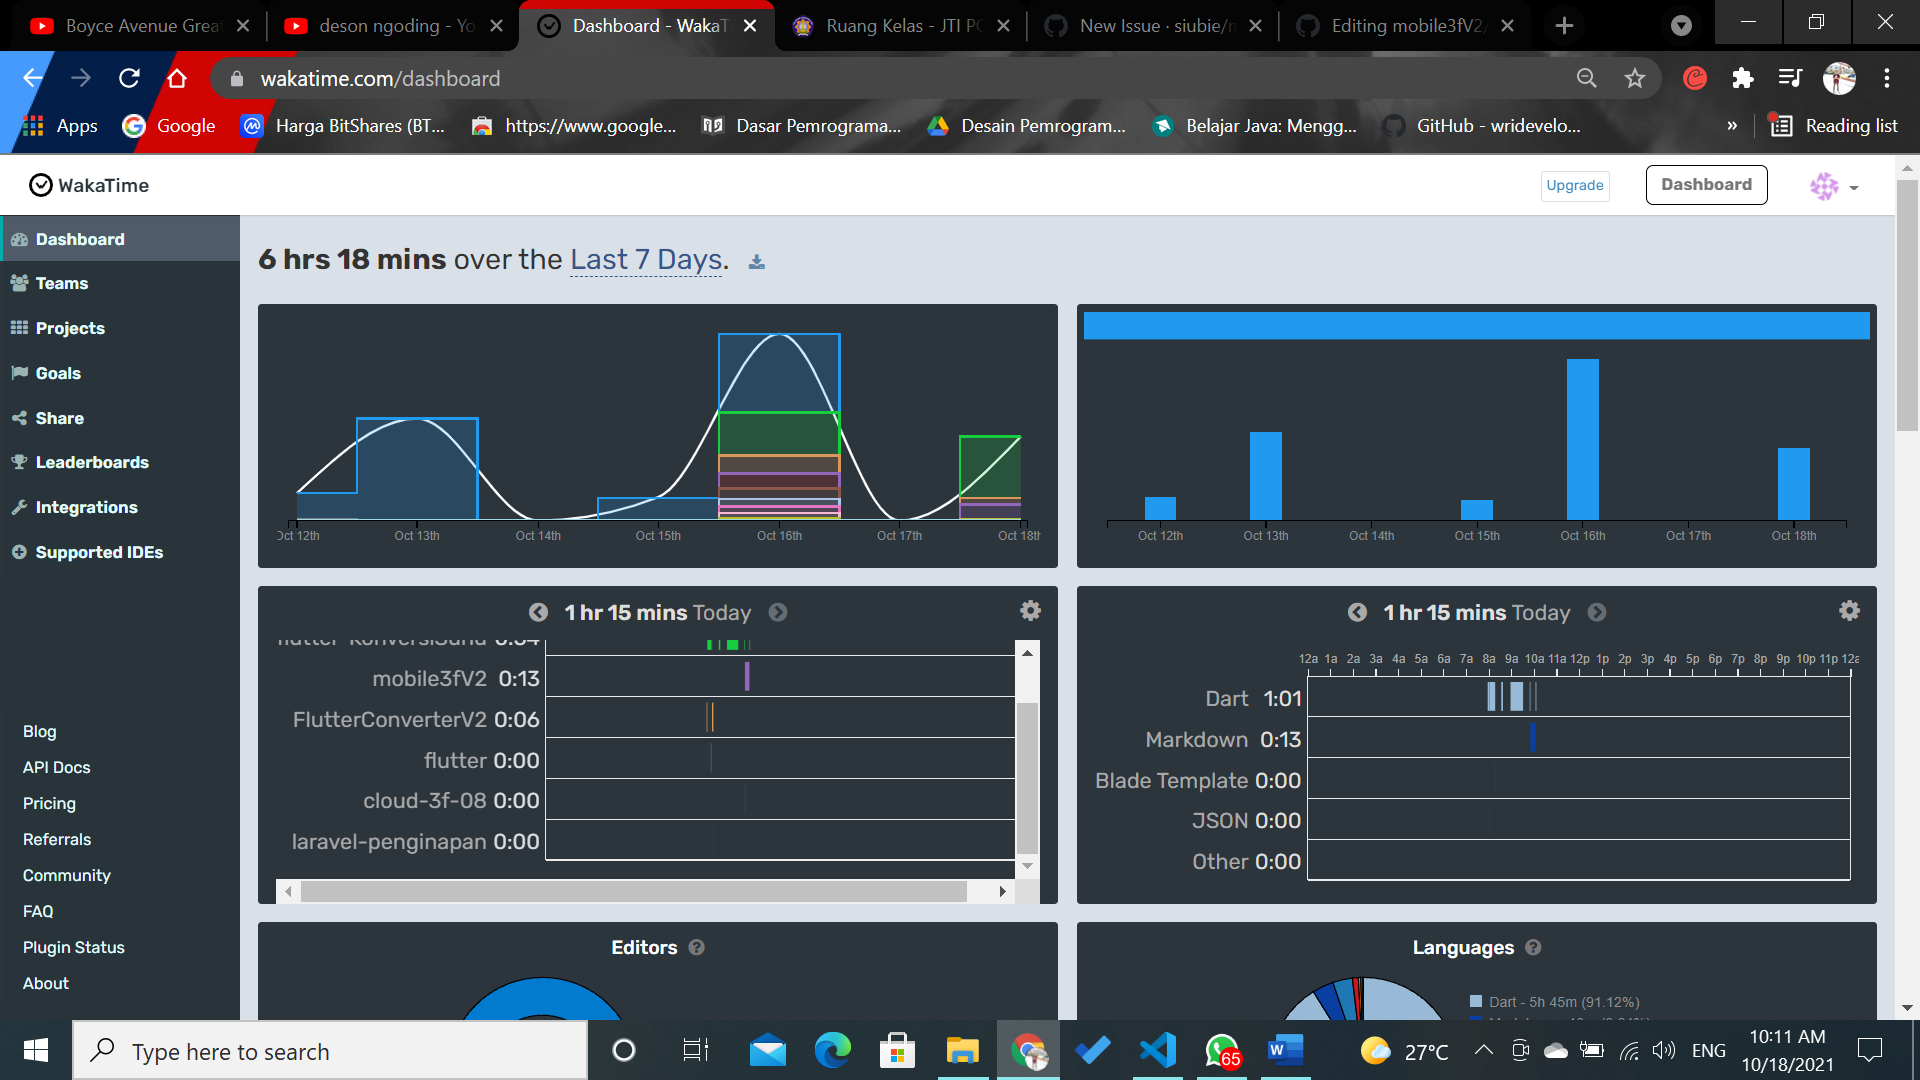 Boyce Avenue Grea
deson ngoding - Yo
Dashboard - WakaT
Ruang Kelas - JTI PO
New Issue · siubie/m
Editing mobile3fV2/
wakatime.com/dashboard
Apps
Google
Harga BitShares (BT...
https://www.google...
Dasar Pemrograma...
Desain Pemrogram...
Belajar Java: Mengg...
GitHub - wridevelo...
»
Reading list
WakaTime
Upgrade
Dashboard
Dashboard
Teams
Projects
Goals
Share
Leaderboards
Integrations
Supported IDEs
Blog
API Docs
Pricing
Referrals
Community
FAQ
Plugin Status
About
6 hrs 18 mins over the Last 7 Days.
Oct 12th Oct 13th Oct 14th Oct 15th Oct 16th Oct 17th Oct 18th
Oct 12th Oct 13th Oct 14th Oct 15th Oct 16th Oct 17th Oct 18th
1 hr 15 mins Today
mobile3fV2 0:13
FlutterConverterV2 0:06
flutter 0:00
cloud-3f-08 0:00
laravel-penginapan 0:00
1 hr 15 mins Today
12a 1a 2a 3a 4a 5a 6a 7a 8a 9a 10a 11a 12p 1p 2p 3p 4p 5p 6p 7p 8p 9p 10p 11p 12a
Dart 1:01
Markdown 0:13
Blade Template 0:00
JSON 0:00
Other 0:00
Editors ?
Languages ?
Dart - 5h 45m (91.12%)
Type here to search
65
27°C
ENG
10:11 AM
10/18/2021